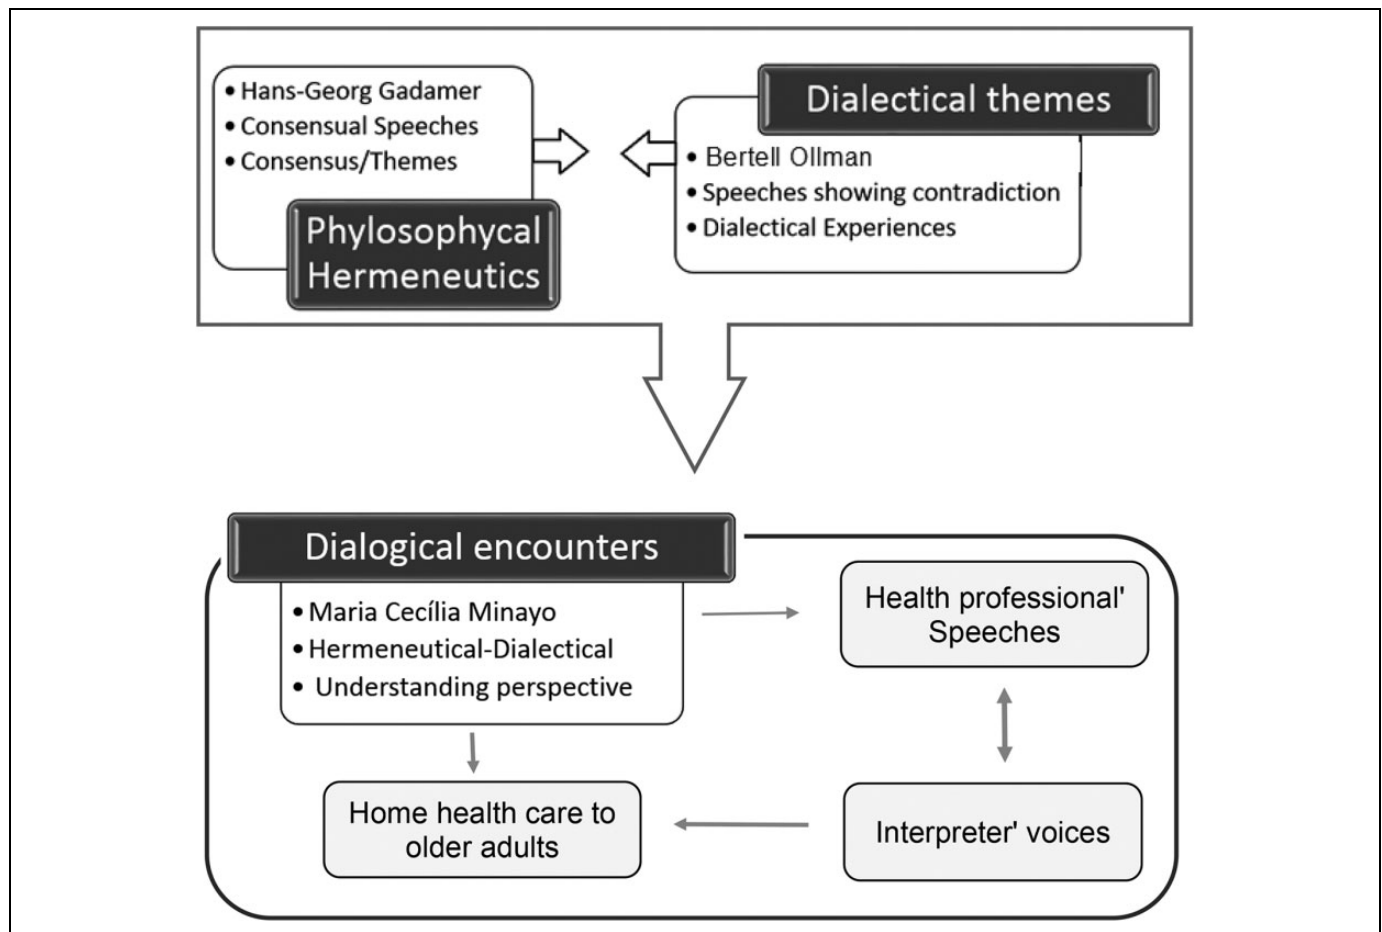 • Hans-Georg Gadamer
• Consensual Speeches
• Consensus/Themes
Phylosophycal
Hermeneutics
Dialectical themes
• Bertell Ollman
• Speeches showing contradiction
• Dialectical Experiences
Dialogical encounters
• Maria Cecília Minayo
• Hermeneutical-Dialectical
• Understanding perspective
Health professional'
Speeches
Home health care to
older adults
Interpreter' voices